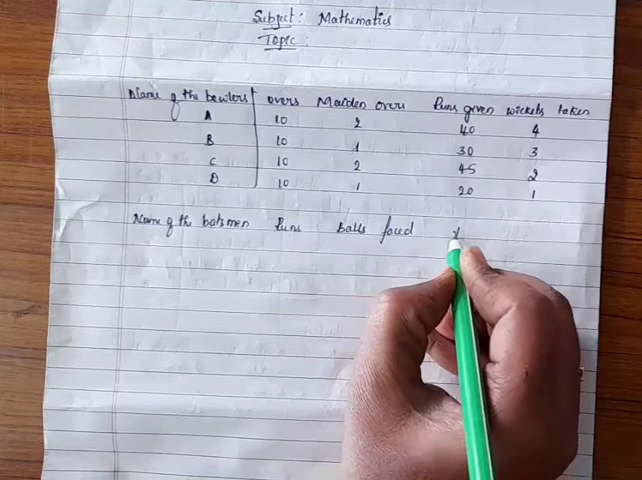 Subject: Mathematics
Topic:
Name of the bowlers overs Maiden overs Runs given wickets taken
A 10 2 40 4
B 10 1 30 3
C 10 2 45 2
D 10 1 20 1
Name of the batsmen Runs Balls faced